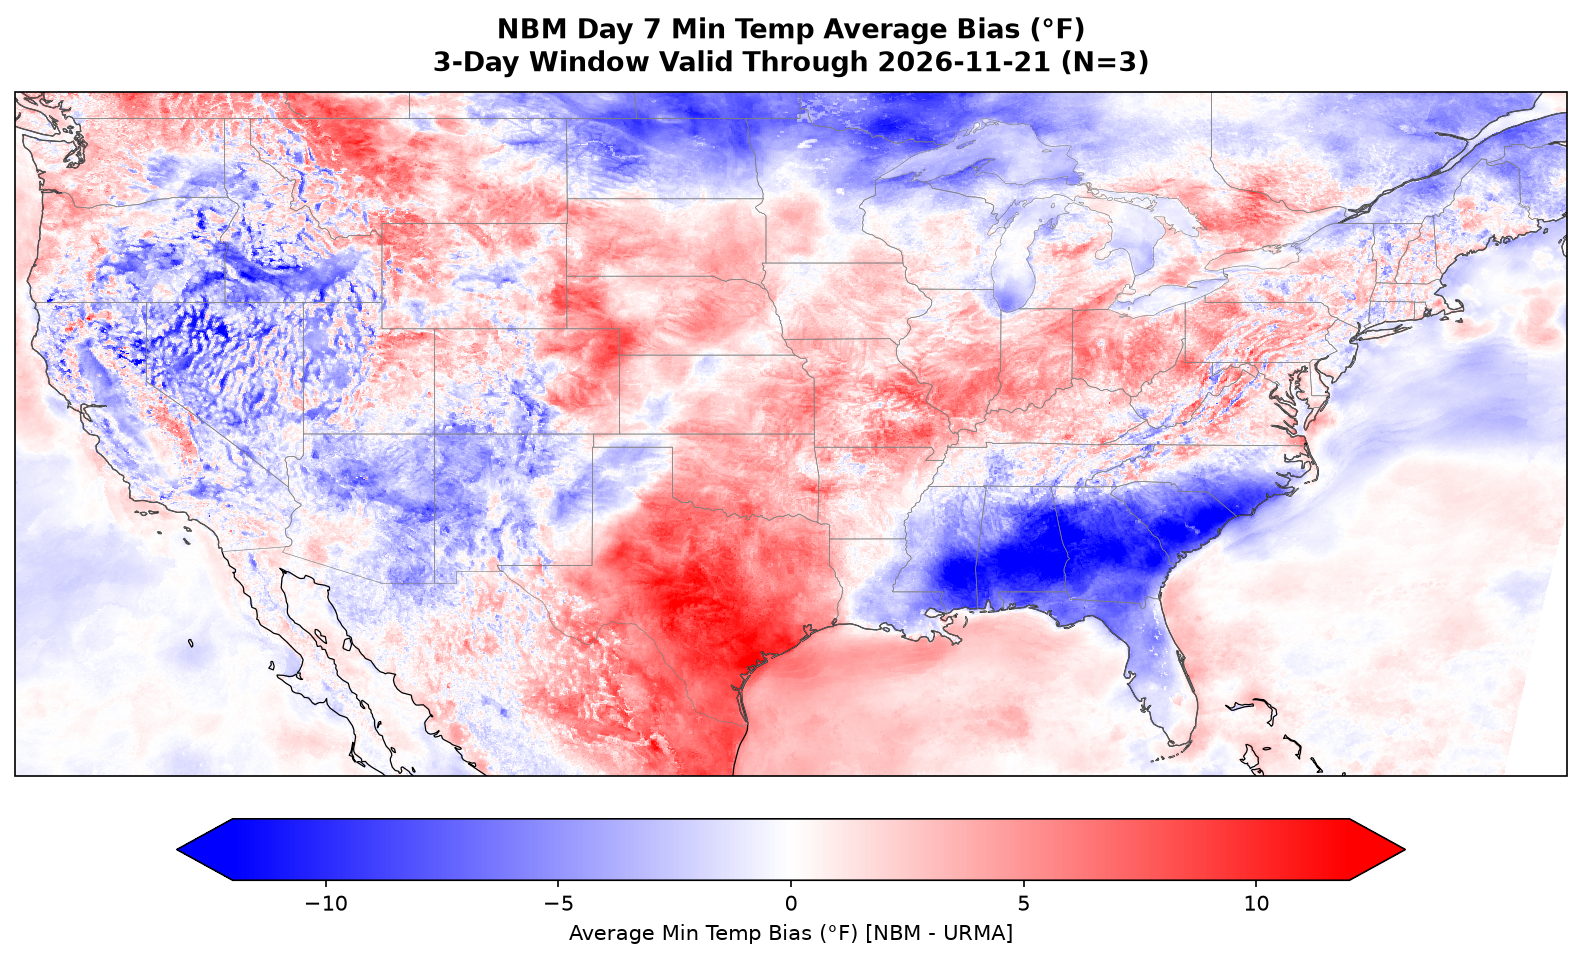 NBM Day 7 Min Temp Average Bias (°F)
3-Day Window Valid Through 2026-11-21 (N=3)
−10 −5 0 5 10
Average Min Temp Bias (°F) [NBM - URMA]